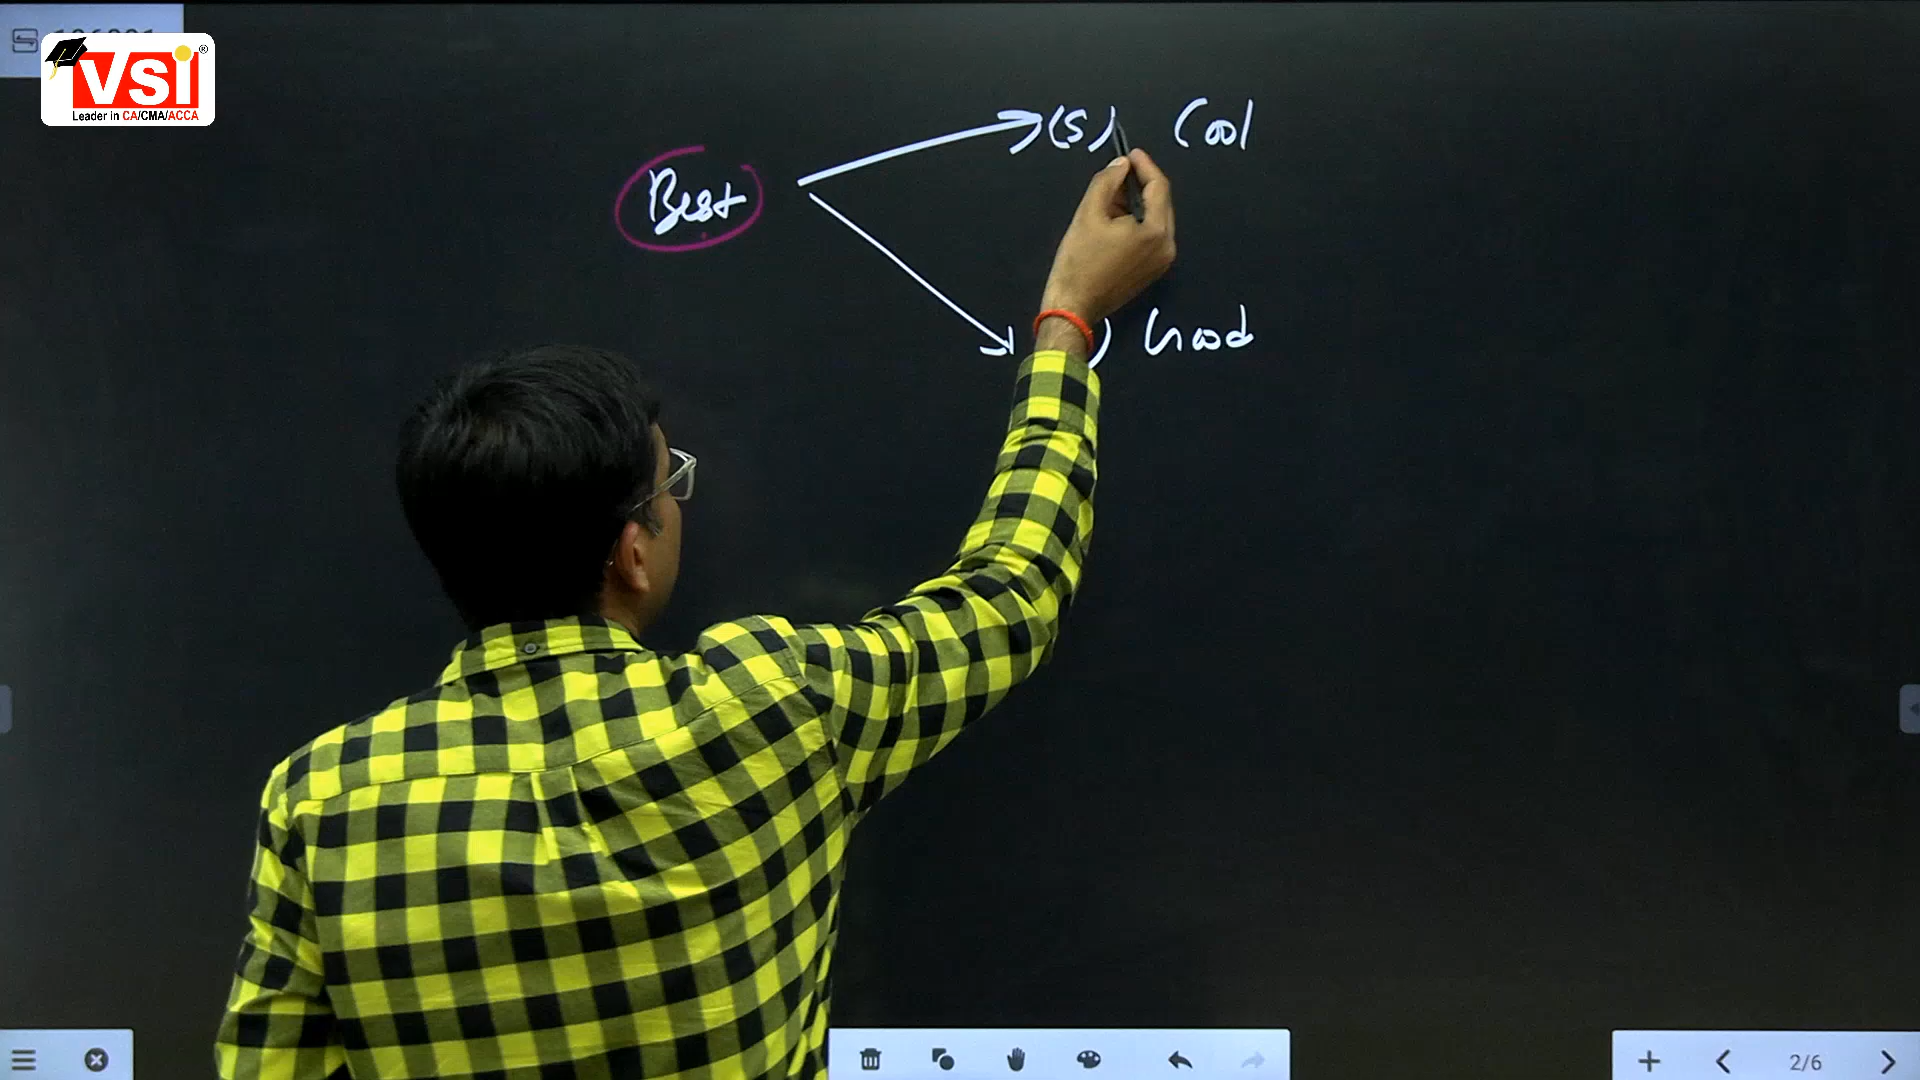 VSI®
Leader in CA/CMA/ACCA
(S) Cool
Best
) Good
2/6